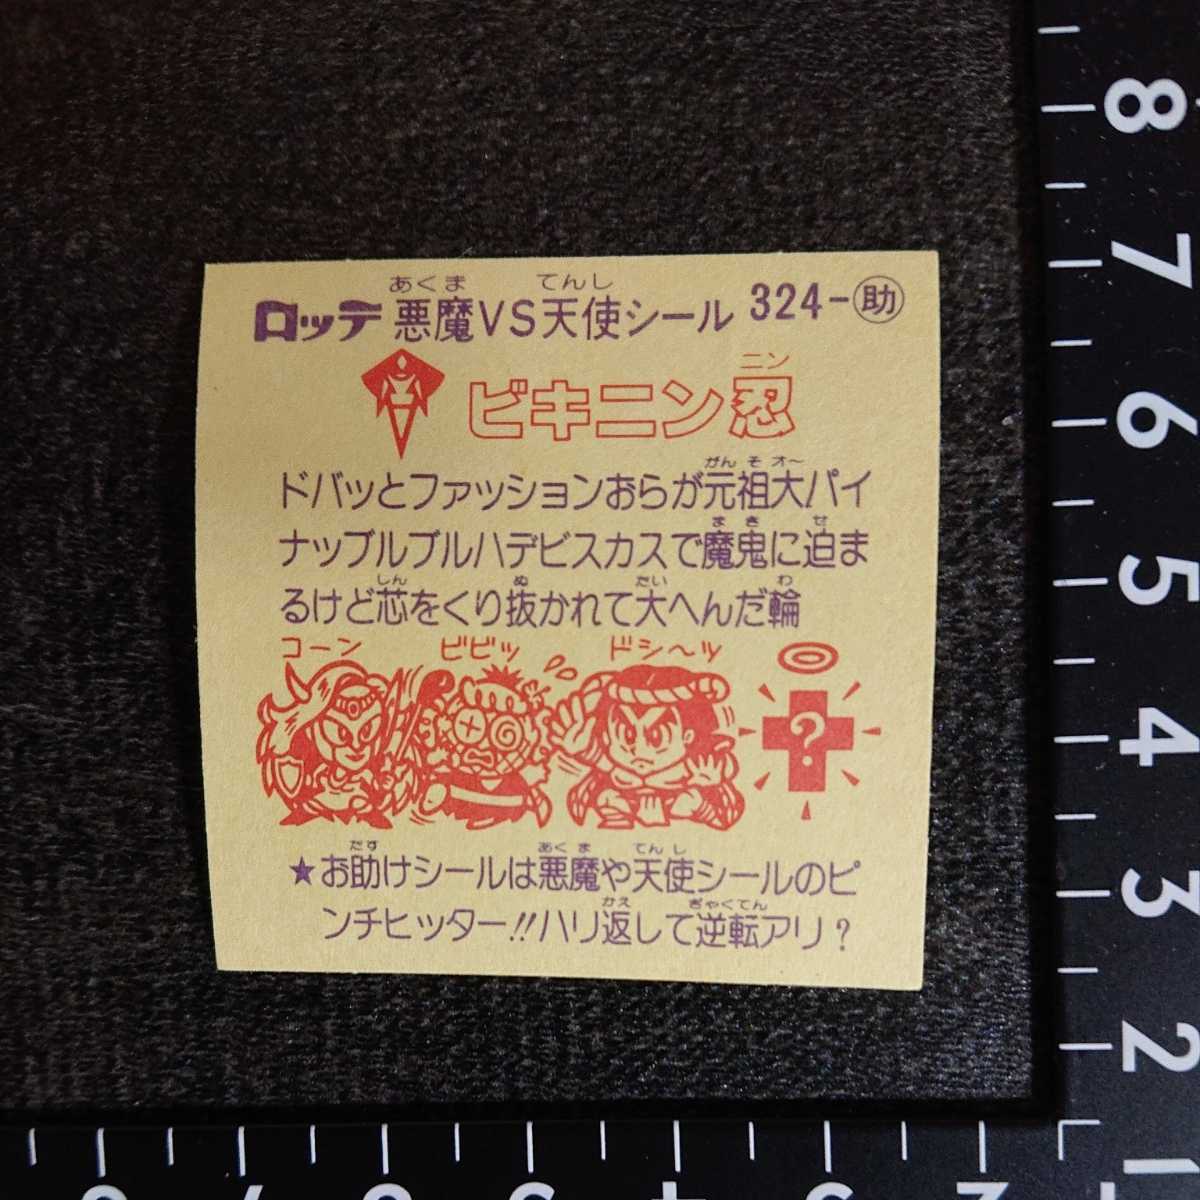 ロッテ 悪魔VS天使シール 324-助
あくま てんし
ニン
ビキニン忍
がんそオ〜
ドバッとファッションおらが元祖大パイ
まき せ
ナップルブルハデビスカスで魔鬼に迫ま
しん ぬ たい わ
るけど芯をくり抜かれて大へんだ輪
コーン ビビッ ドシ〜ッ
?
だす あくま てんし
★お助けシールは悪魔や天使シールのピ
かえ ぎゃくてん
ンチヒッター!!ハリ返して逆転アリ?
8
7
6
5
4
3
2
1